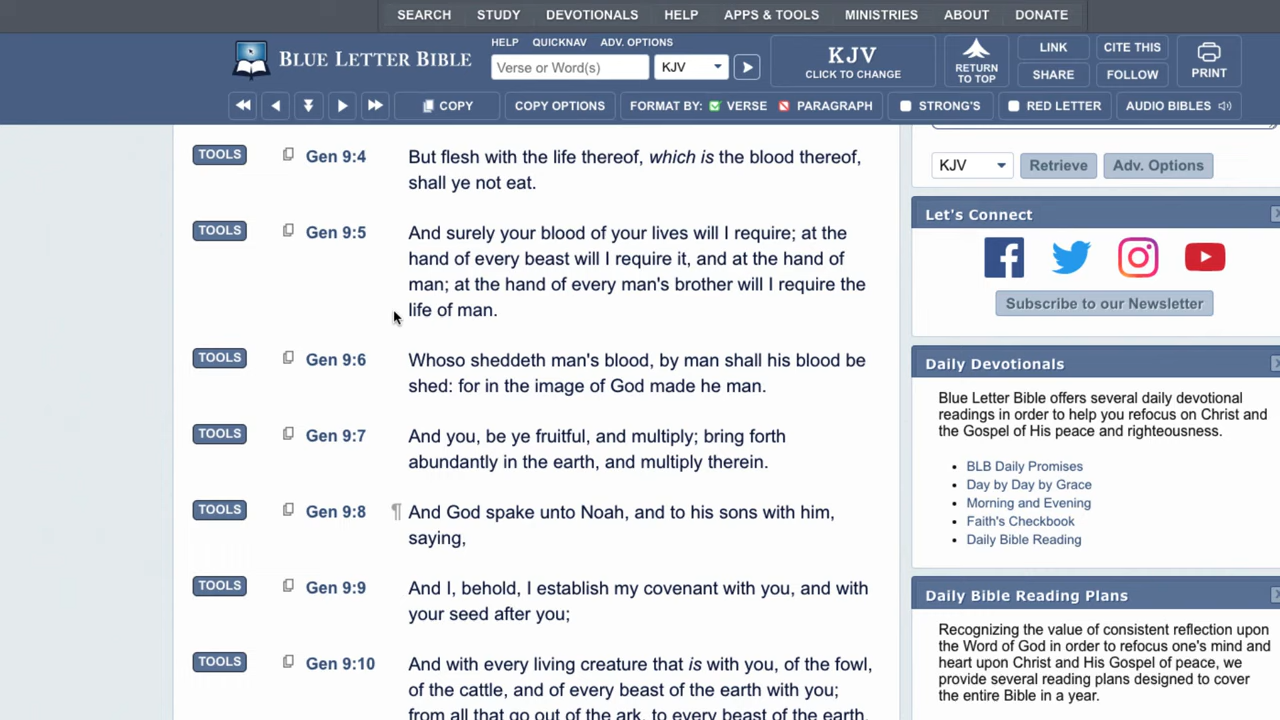 SEARCH STUDY DEVOTIONALS HELP APPS & TOOLS MINISTRIES ABOUT DONATE
BLUE LETTER BIBLE
HELP QUICKNAV ADV. OPTIONS
Verse or Word(s) KJV
KJV
CLICK TO CHANGE
RETURN
TO TOP
LINK CITE THIS
SHARE FOLLOW
PRINT
COPY COPY OPTIONS FORMAT BY: VERSE PARAGRAPH STRONG'S RED LETTER AUDIO BIBLES
TOOLS Gen 9:4 But flesh with the life thereof, which is the blood thereof,
shall ye not eat.
TOOLS Gen 9:5 And surely your blood of your lives will I require; at the
hand of every beast will I require it, and at the hand of
man; at the hand of every man's brother will I require the
life of man.
TOOLS Gen 9:6 Whoso sheddeth man's blood, by man shall his blood be
shed: for in the image of God made he man.
TOOLS Gen 9:7 And you, be ye fruitful, and multiply; bring forth
abundantly in the earth, and multiply therein.
TOOLS Gen 9:8 ¶ And God spake unto Noah, and to his sons with him,
saying,
TOOLS Gen 9:9 And I, behold, I establish my covenant with you, and with
your seed after you;
TOOLS Gen 9:10 And with every living creature that is with you, of the fowl,
of the cattle, and of every beast of the earth with you;
from all that go out of the ark, to every beast of the earth.
KJV Retrieve Adv. Options
Let's Connect
Subscribe to our Newsletter
Daily Devotionals
Blue Letter Bible offers several daily devotional
readings in order to help you refocus on Christ and
the Gospel of His peace and righteousness.
• BLB Daily Promises
• Day by Day by Grace
• Morning and Evening
• Faith's Checkbook
• Daily Bible Reading
Daily Bible Reading Plans
Recognizing the value of consistent reflection upon
the Word of God in order to refocus one's mind and
heart upon Christ and His Gospel of peace, we
provide several reading plans designed to cover
the entire Bible in a year.